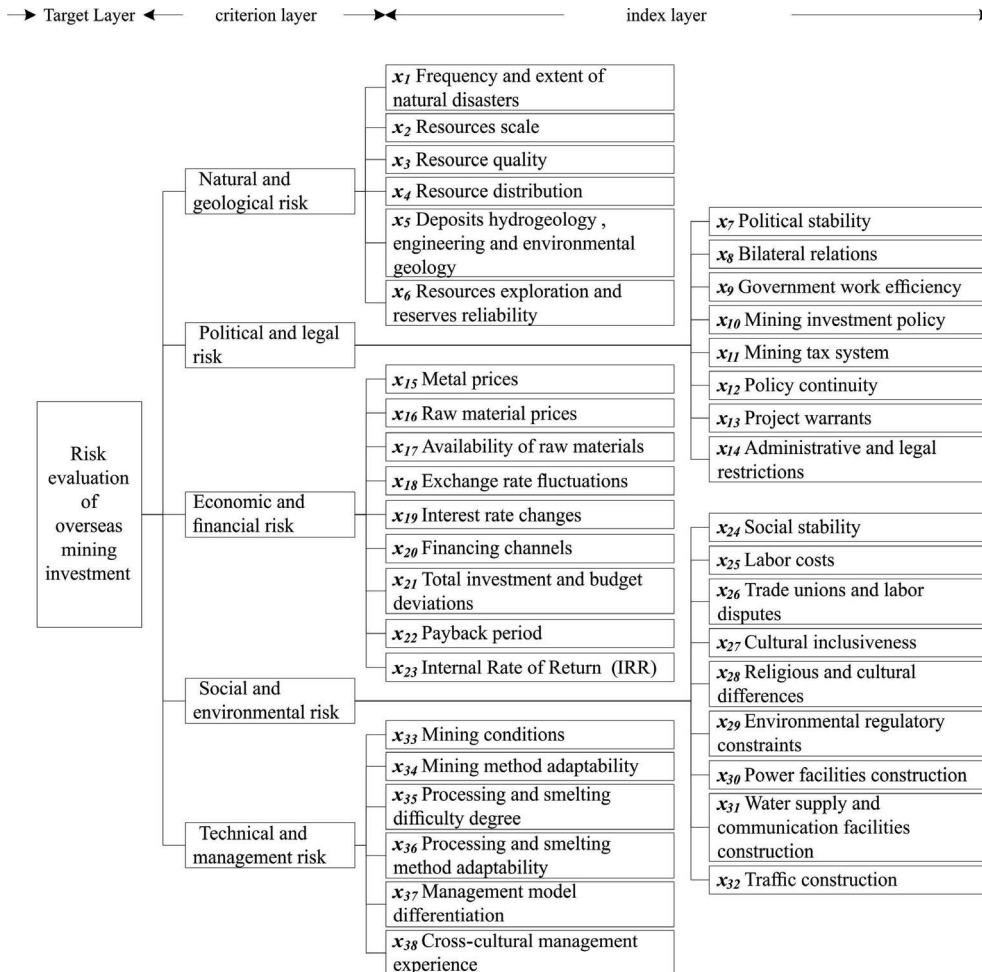 Target Layer
criterion layer
index layer
Risk
evaluation
of
overseas
mining
investment
Natural and
geological risk
x1 Frequency and extent of
natural disasters
x2 Resources scale
x3 Resource quality
x4 Resource distribution
x5 Deposits hydrogeology ,
engineering and environmental
geology
x6 Resources exploration and
reserves reliability
Political and legal
risk
x7 Political stability
x8 Bilateral relations
x9 Government work efficiency
x10 Mining investment policy
x11 Mining tax system
x12 Policy continuity
x13 Project warrants
x14 Administrative and legal
restrictions
Economic and
financial risk
x15 Metal prices
x16 Raw material prices
x17 Availability of raw materials
x18 Exchange rate fluctuations
x19 Interest rate changes
x20 Financing channels
x21 Total investment and budget
deviations
x22 Payback period
x23 Internal Rate of Return (IRR)
Social and
environmental risk
x24 Social stability
x25 Labor costs
x26 Trade unions and labor
disputes
x27 Cultural inclusiveness
x28 Religious and cultural
differences
x29 Environmental regulatory
constraints
x30 Power facilities construction
x31 Water supply and
communication facilities
construction
x32 Traffic construction
Technical and
management risk
x33 Mining conditions
x34 Mining method adaptability
x35 Processing and smelting
difficulty degree
x36 Processing and smelting
method adaptability
x37 Management model
differentiation
x38 Cross-cultural management
experience